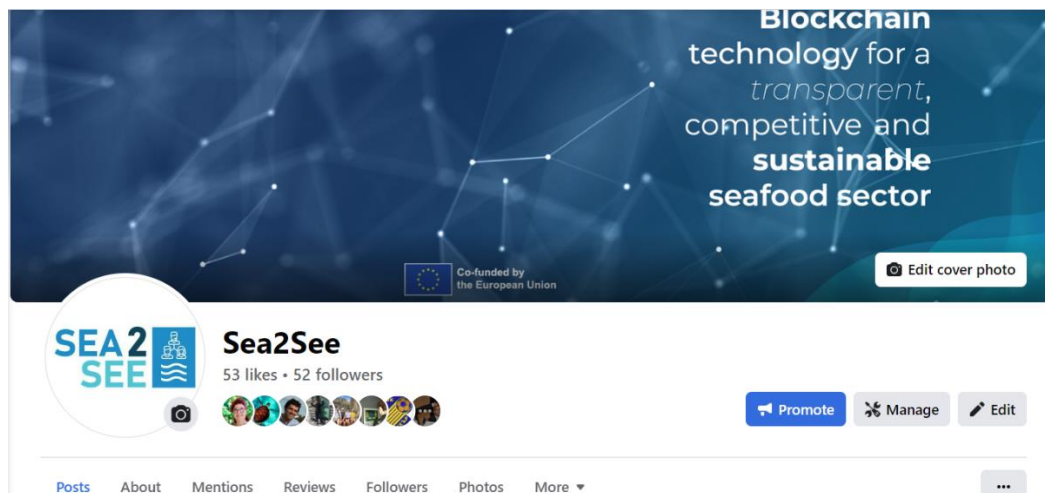 Blockchain
technology for a
transparent,
competitive and
sustainable
seafood sector
Co-funded by
the European Union
Edit cover photo
SEA2
SEE
Sea2See
53 likes • 52 followers
Promote
Manage
Edit
Posts
About
Mentions
Reviews
Followers
Photos
More